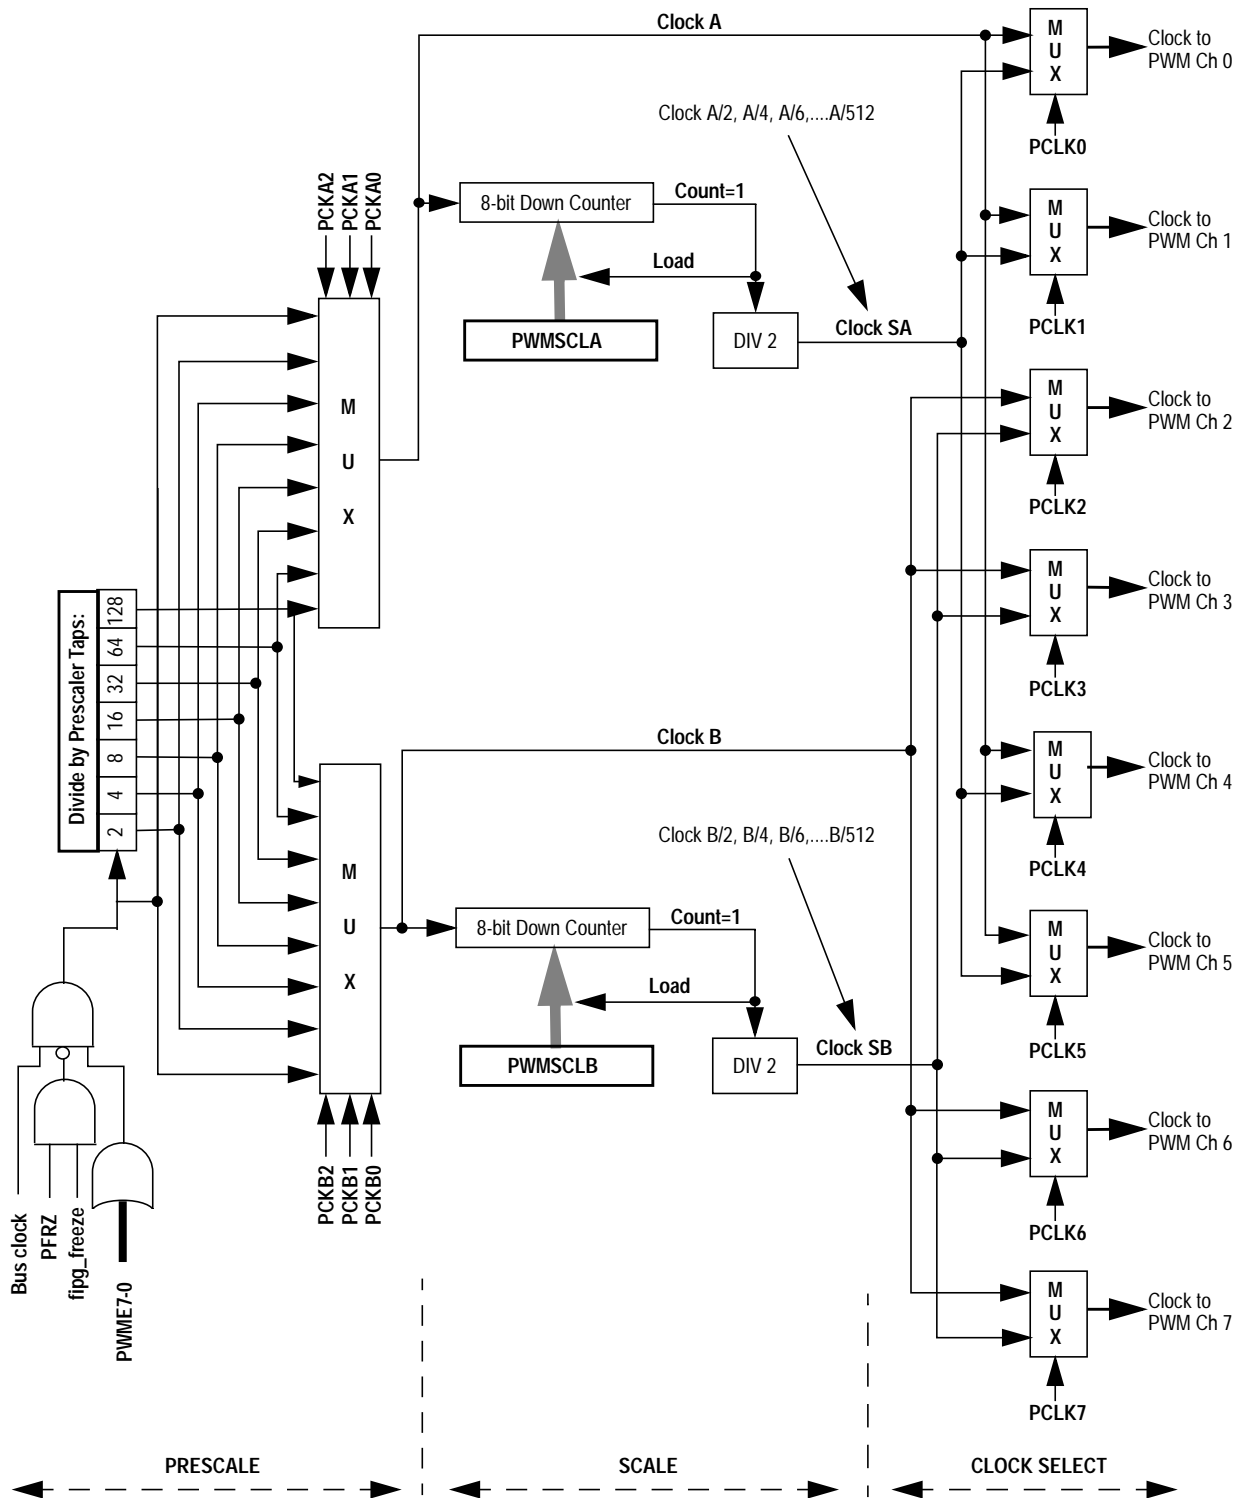 Clock A
Clock A/2, A/4, A/6,....A/512
PCKA2
PCKA1
PCKA0
8-bit Down Counter
Count=1
Load
PWMSCLA
DIV 2
Clock SA
M
U
X
Divide by Prescaler Taps:
128
64
32
16
8
4
2
Clock B
Clock B/2, B/4, B/6,....B/512
M
U
X
8-bit Down Counter
Count=1
Load
PWMSCLB
DIV 2
Clock SB
PCKB2
PCKB1
PCKB0
Bus clock
PFRZ
fipg_freeze
PWME7-0
M
U
X
Clock to
PWM Ch 0
PCLK0
M
U
X
Clock to
PWM Ch 1
PCLK1
M
U
X
Clock to
PWM Ch 2
PCLK2
M
U
X
Clock to
PWM Ch 3
PCLK3
M
U
X
Clock to
PWM Ch 4
PCLK4
M
U
X
Clock to
PWM Ch 5
PCLK5
M
U
X
Clock to
PWM Ch 6
PCLK6
M
U
X
Clock to
PWM Ch 7
PCLK7
PRESCALE
SCALE
CLOCK SELECT